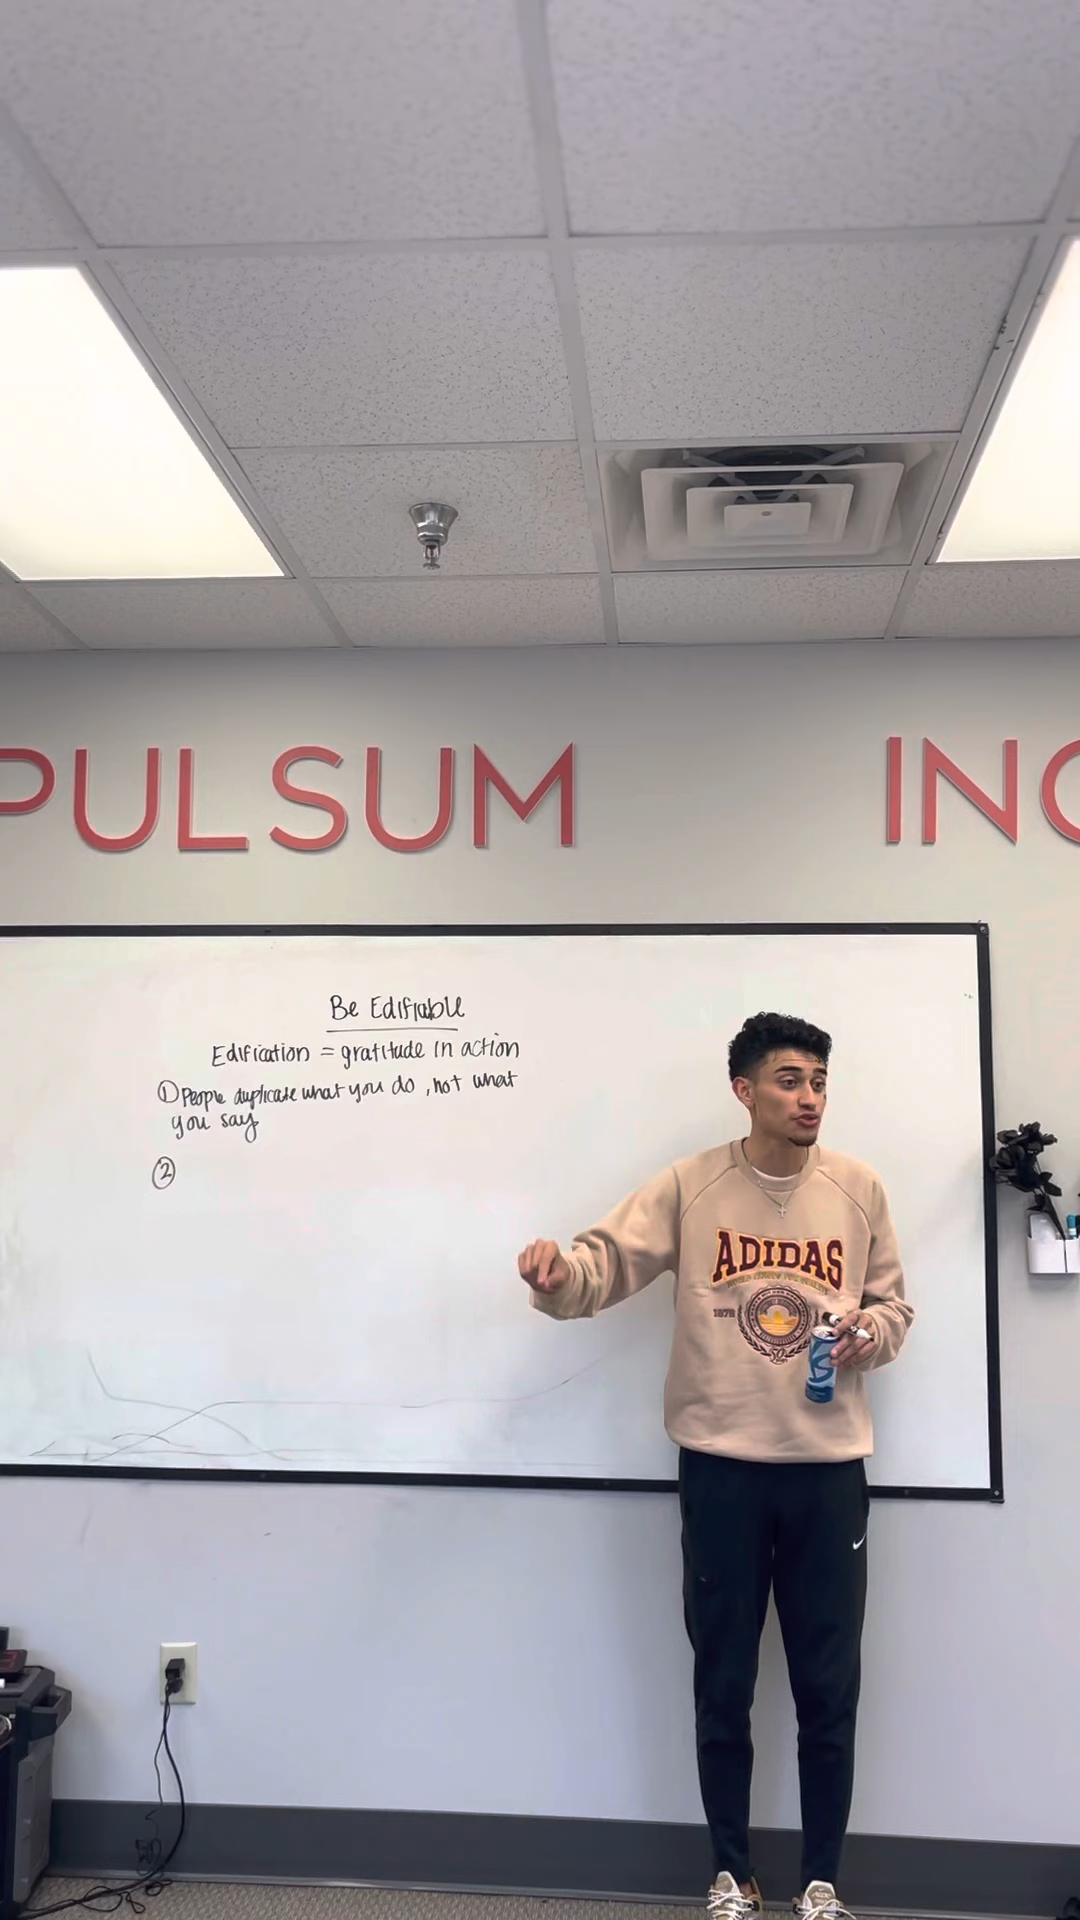 PULSUM INC
Be Edifiable
Edification = gratitude in action
① People duplicate what you do, not what
you say
②
ADIDAS